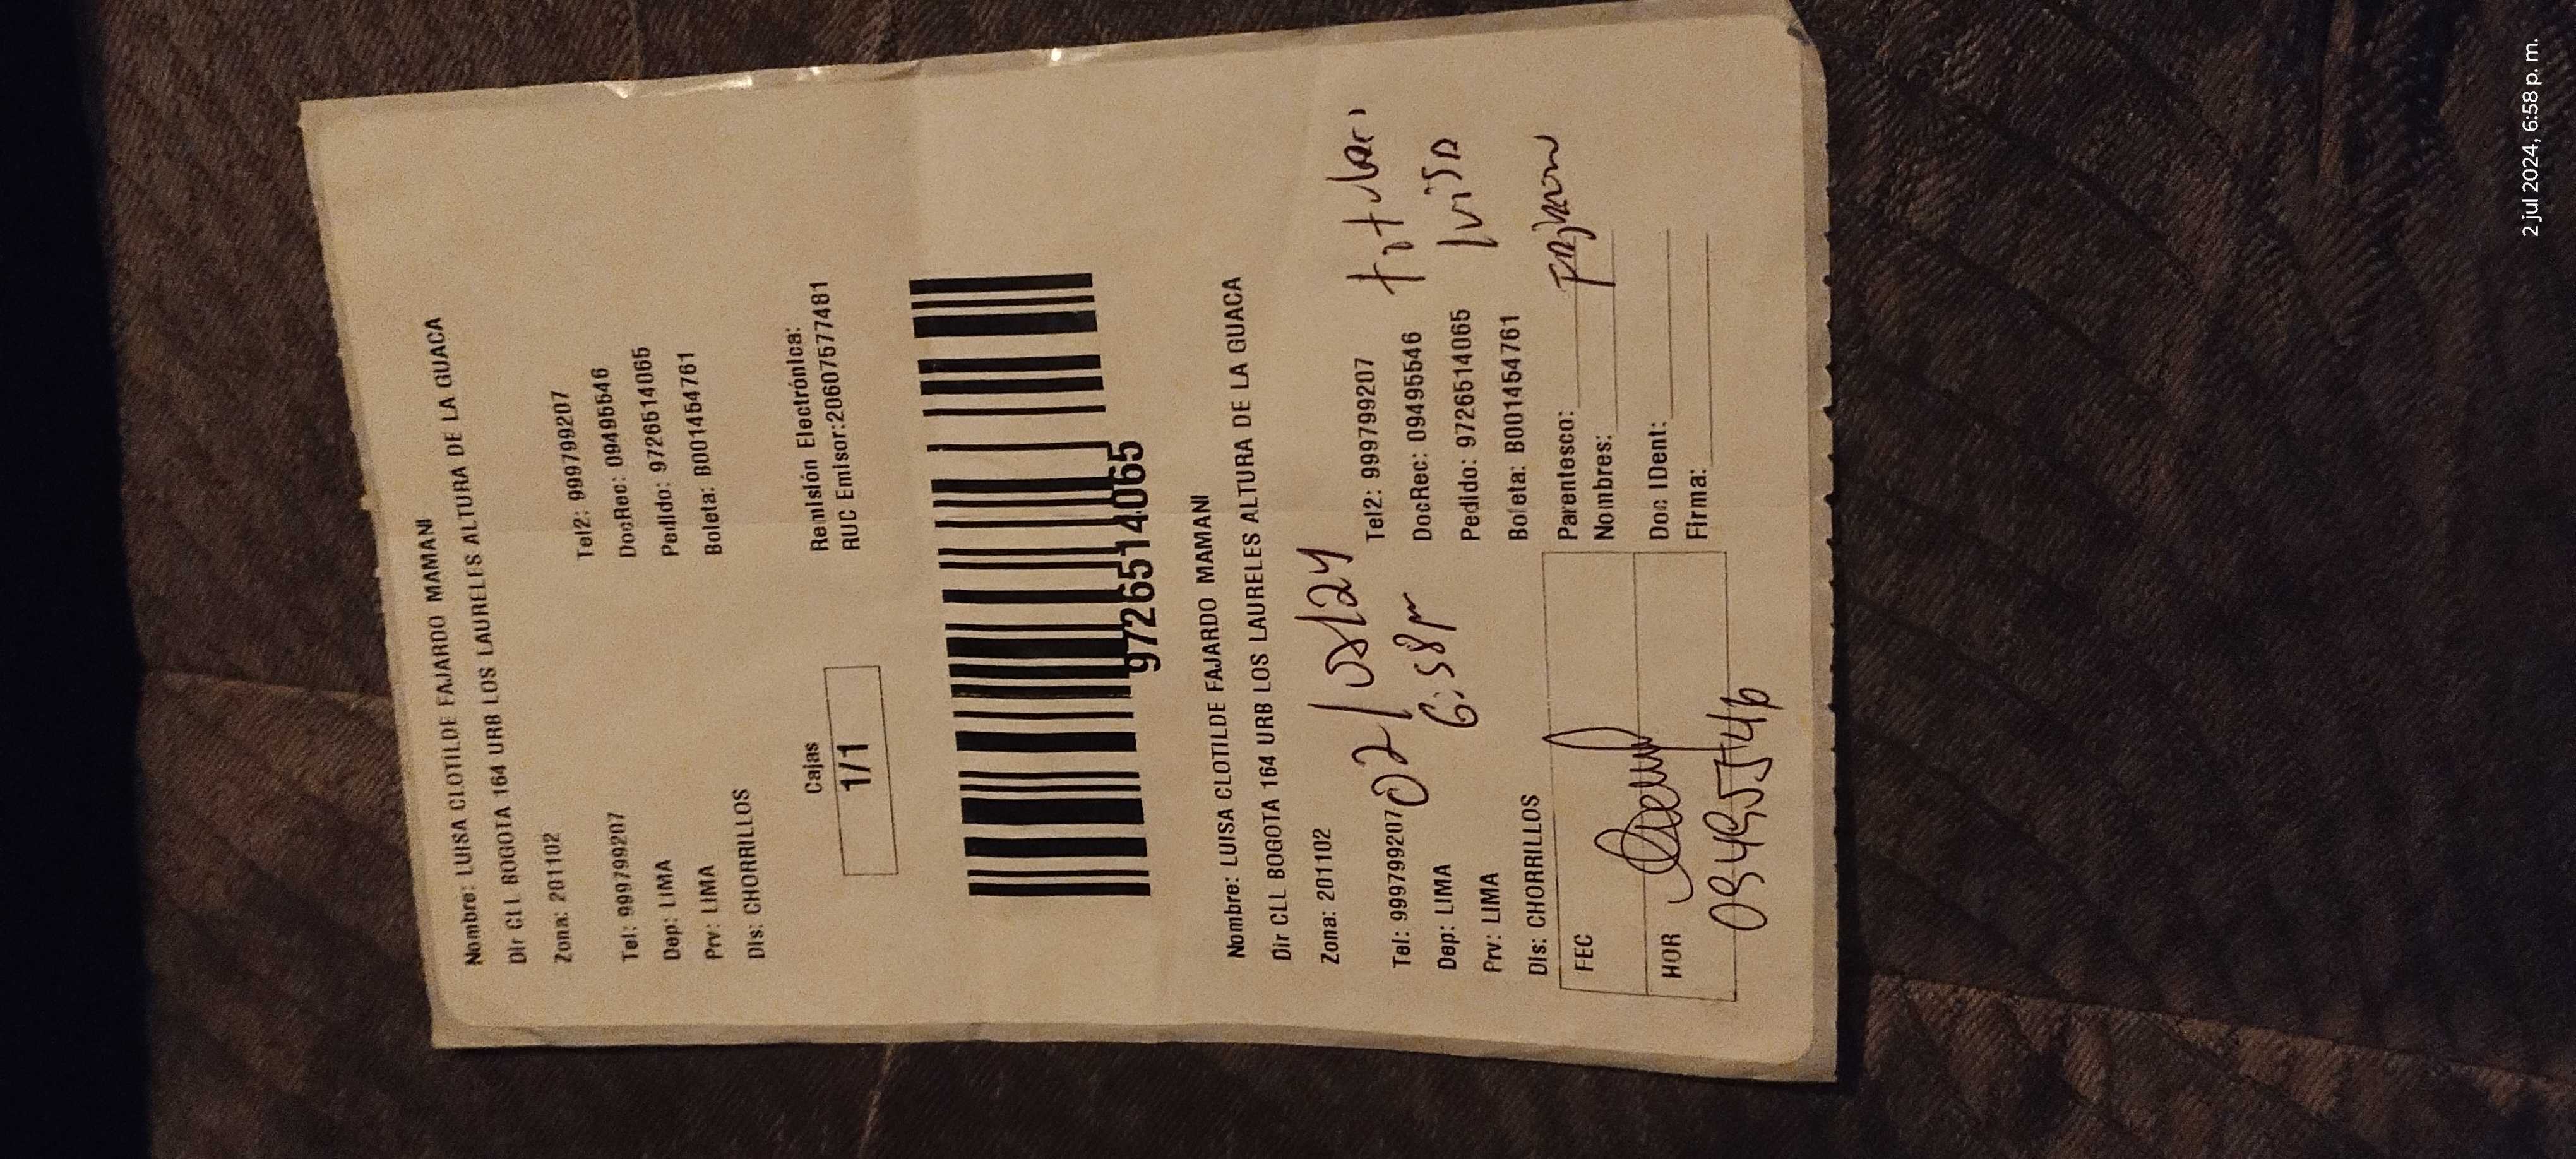 Nombre: LUISA CLOTILDE FAJARDO MAMANI
Dir CLL BOGOTA 164 URB LOS LAURELES ALTURA DE LA GUACA
Zona: 201102
Tel: 999799207 Tel2: 999799207
Dep: LIMA DocRec: 09495546
Prv: LIMA Pedido: 9726514065
Dis: CHORRILLOS Boleta: B001454761
Cajas
1/1
Remisión Electrónica:
RUC Emisor:20607577481
9726514065
Nombre: LUISA CLOTILDE FAJARDO MAMANI
Dir CLL BOGOTA 164 URB LOS LAURELES ALTURA DE LA GUACA
Zona: 201102
Tel: 999799207 Tel2: 999799207
02/07/24
titular
Dep: LIMA DocRec: 09495546
6:58p
luisa
Prv: LIMA Pedido: 9726514065
Dis: CHORRILLOS Boleta: B001454761
FEC
Parentesco:
Nombres:
HOR
Doc IDent:
Firma:
09495546
2 jul 2024, 6:58 p. m.